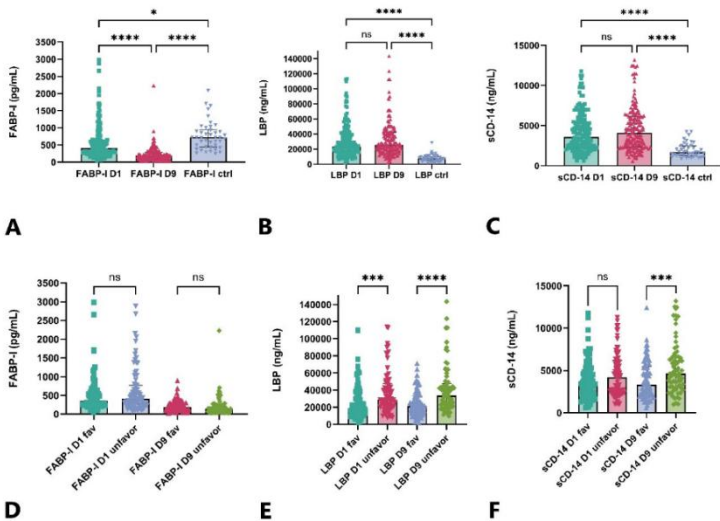 *
**** ****
3500
3000
2500
2000
1500
1000
500
0
FABP-I (pg/mL)
FABP-I D1 FABP-I D9 FABP-I ctrl
A
****
ns ****
140000
120000
100000
80000
60000
40000
20000
0
LBP (ng/mL)
LBP D1 LBP D9 LBP ctrl
B
****
ns ****
15000
10000
5000
0
sCD-14 (ng/mL)
sCD-14 D1 sCD-14 D9 sCD-14 ctrl
C
ns ns
3500
3000
2500
2000
1500
1000
500
0
FABP-I (pg/mL)
FABP-I D1 fav
FABP-I D1 unfavor
FABP-I D9 fav
FABP-I D9 unfavor
D
*** ****
140000
120000
100000
80000
60000
40000
20000
0
LBP (ng/mL)
LBP D1 fav
LBP D1 unfavor
LBP D9 fav
LBP D9 unfavor
E
ns ***
15000
10000
5000
0
sCD-14 (ng/mL)
sCD-14 D1 fav
sCD-14 D1 unfavor
sCD-14 D9 fav
sCD-14 D9 unfavor
F